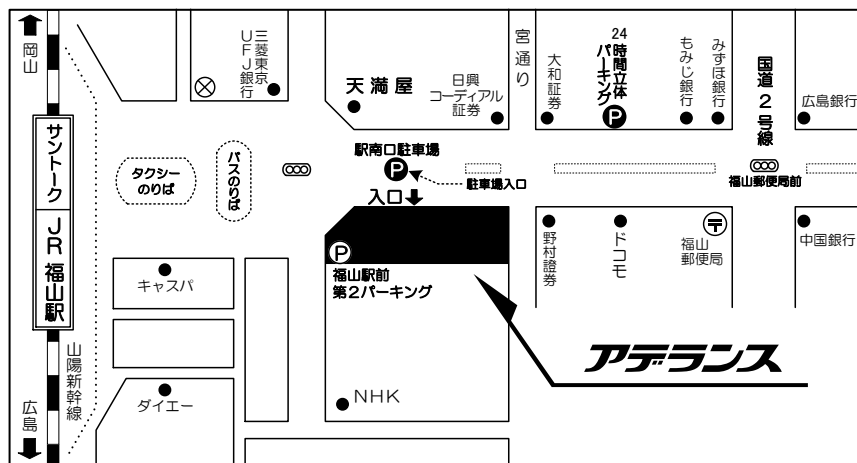 岡山
サントーク
JR 福山駅
山陽新幹線
広島
三菱東京
UFJ銀行
タクシー
のりば
バスのりば
天満屋
日興
コーディアル
証券
駅南口駐車場
P
駐車場入口
入口
宮通り
大和証券
24
時間立体
パーキング
P
もみじ銀行
みずほ銀行
国道2号線
広島銀行
福山郵便局前
P
福山駅前
第2パーキング
野村證券
ドコモ
〒
福山
郵便局
中国銀行
キャスパ
ダイエー
NHK
アデランス